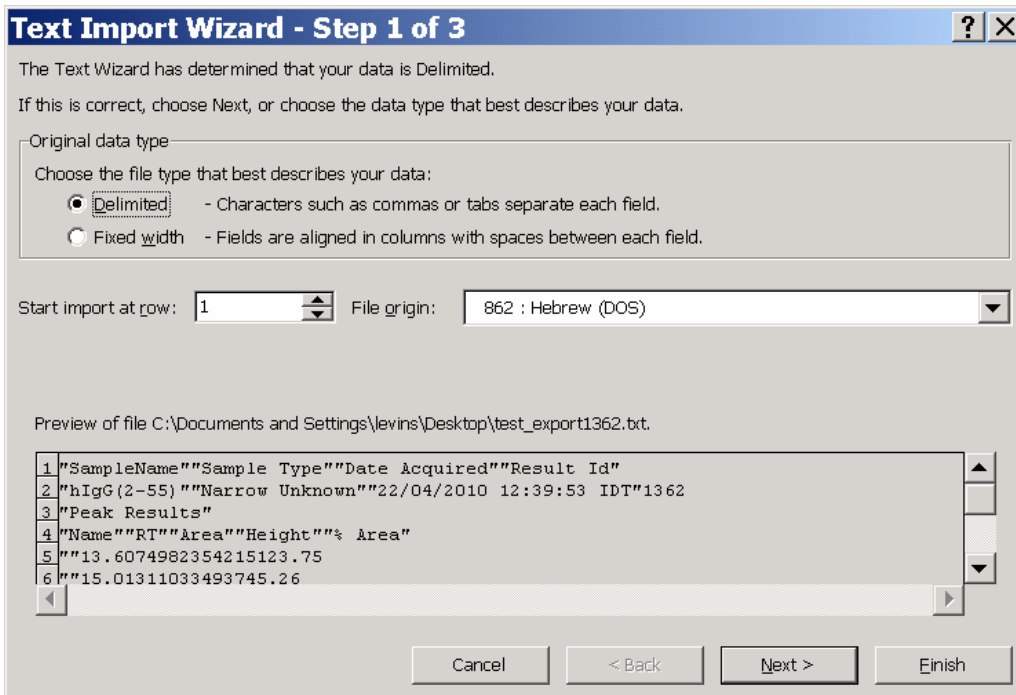 Text Import Wizard - Step 1 of 3
The Text Wizard has determined that your data is Delimited.
If this is correct, choose Next, or choose the data type that best describes your data.
Original data type
Choose the file type that best describes your data:
Delimited - Characters such as commas or tabs separate each field.
Fixed width - Fields are aligned in columns with spaces between each field.
Start import at row: 1 File origin: 862 : Hebrew (DOS)
Preview of file C:\Documents and Settings\levins\Desktop\test_export1362.txt.
1 "SampleName""Sample Type""Date Acquired""Result Id"
2 "hIgG(2-55)""Narrow Unknown""22/04/2010 12:39:53 IDT"1362
3 "Peak Results"
4 "Name""RT""Area""Height""% Area"
5 ""13.6074982354215123.75
6 ""15.01311033493745.26
Cancel < Back Next > Finish